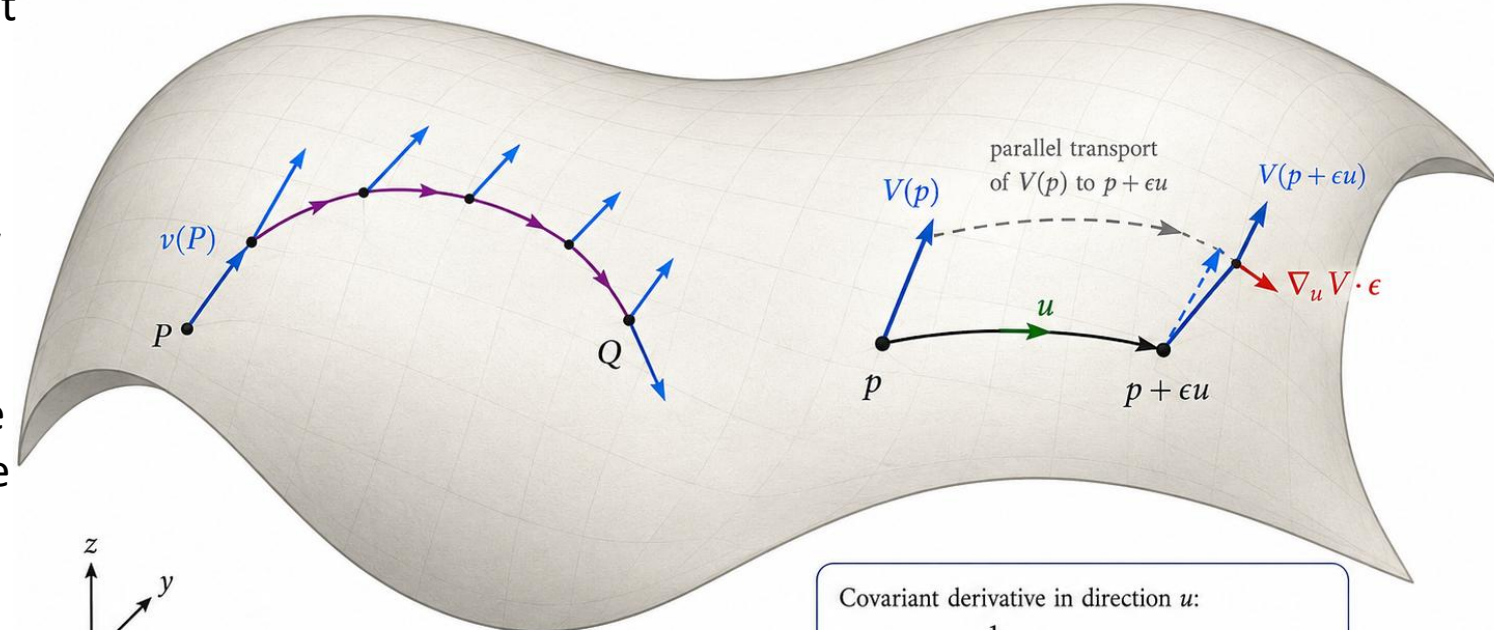 t
e
e
v(P)
P
Q
parallel transport
of V(p) to p + ϵu
V(p)
V(p + ϵu)
∇ᵤV · ϵ
u
p
p + ϵu
z
y
Covariant derivative in direction u: